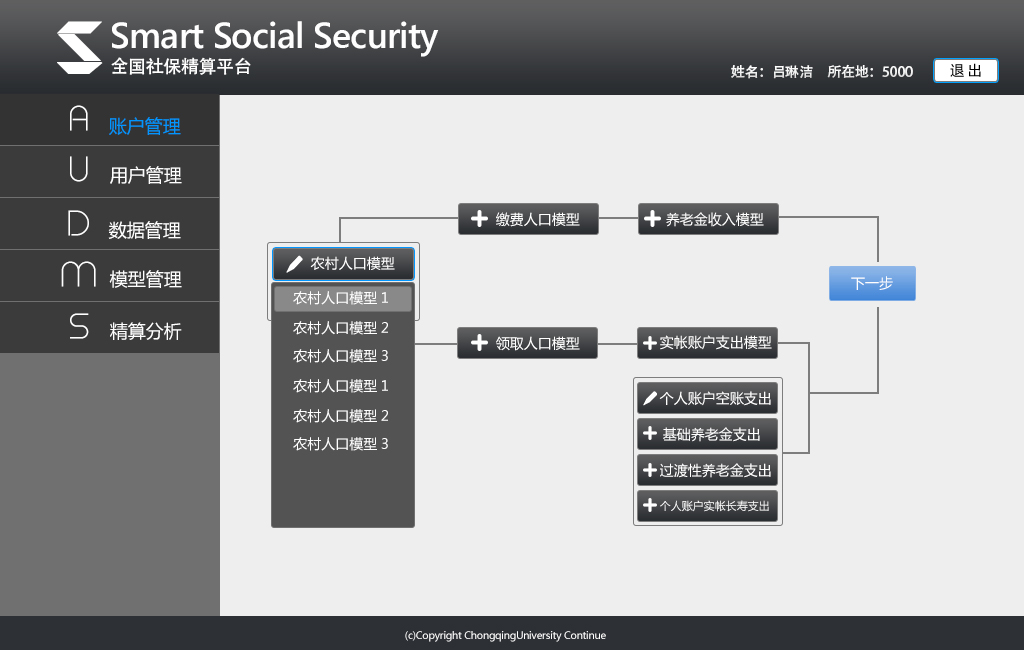 Smart Social Security
全国社保精算平台
姓名：吕琳洁 所在地：5000 退 出
A 账户管理
U 用户管理
D 数据管理
M 模型管理
S 精算分析
缴费人口模型
养老金收入模型
农村人口模型
下一步
农村人口模型 1
农村人口模型 2
农村人口模型 3
农村人口模型 1
农村人口模型 2
农村人口模型 3
领取人口模型
实帐账户支出模型
个人账户空账支出
基础养老金支出
过渡性养老金支出
个人账户实帐长寿支出
(c)Copyright ChongqingUniversity Continue